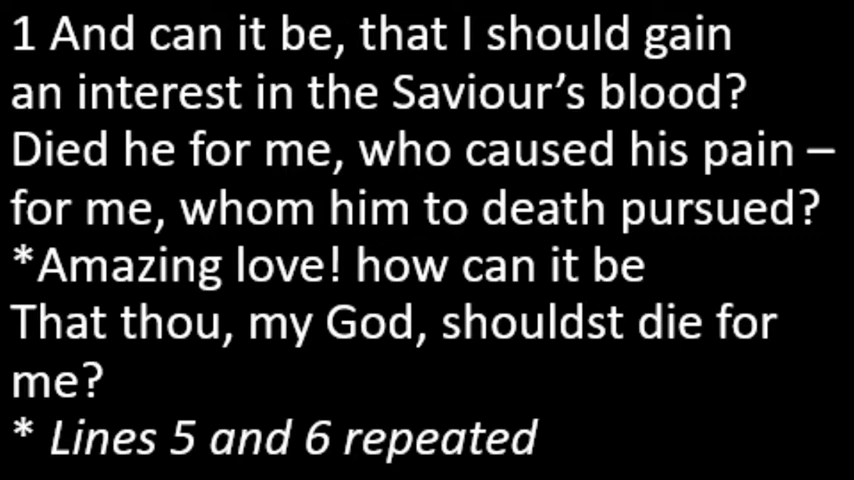 1 And can it be, that I should gain
an interest in the Saviour’s blood?
Died he for me, who caused his pain –
for me, whom him to death pursued?
*Amazing love! how can it be
That thou, my God, shouldst die for
me?
* Lines 5 and 6 repeated